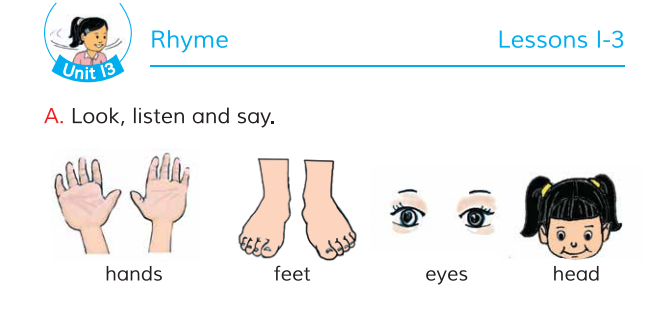 Rhyme Lessons 1-3
Unit 13
A. Look, listen and say.
hands feet eyes head